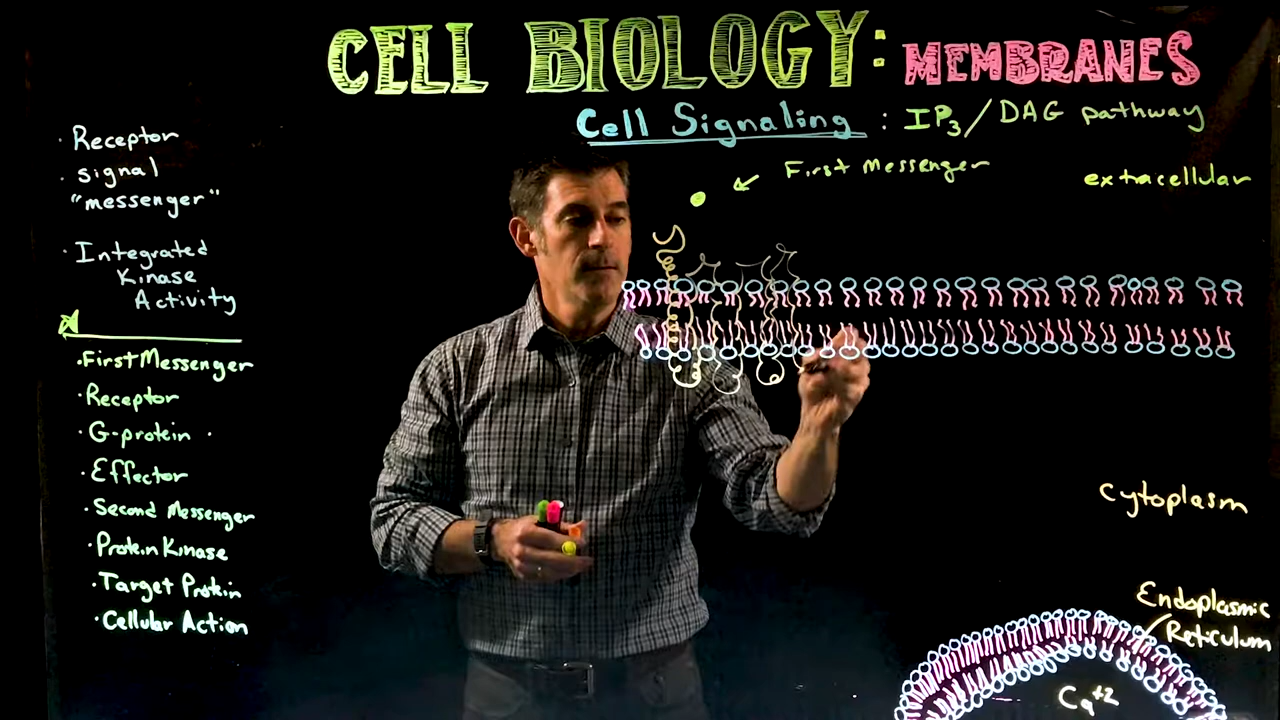 CELL BIOLOGY: MEMBRANES
Cell Signaling : IP3/DAG pathway
First Messenger
extracellular
· Receptor
· signal
"messenger"
· Integrated
Kinase
Activity
· First Messenger
· Receptor
· G-protein ·
· Effector
· Second Messenger
· Protein Kinase
· Target Protein
· Cellular Action
Cytoplasm
Endoplasmic
Reticulum
Ca+2